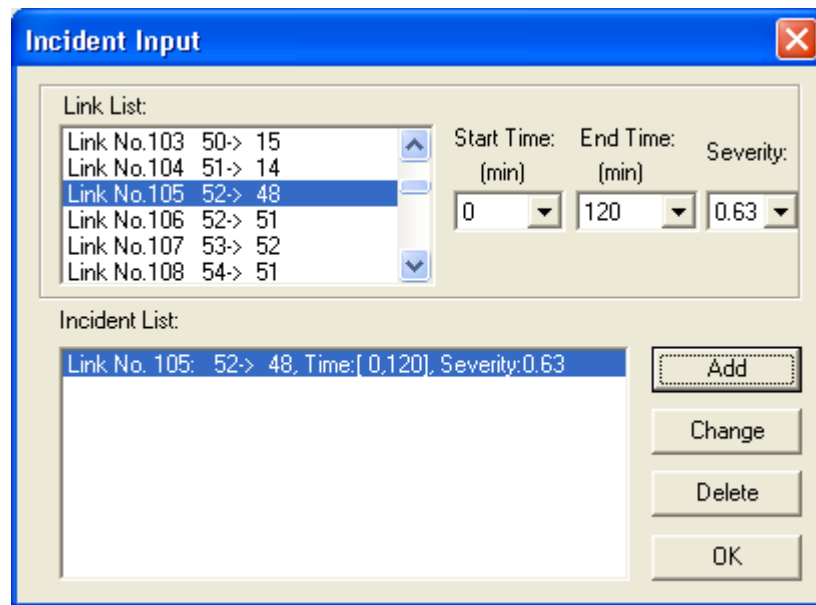 Incident Input
Link List:
Link No.103 50-> 15
Link No.104 51-> 14
Link No.105 52-> 48
Link No.106 52-> 51
Link No.107 53-> 52
Link No.108 54-> 51
Start Time: End Time: Severity:
(min) (min)
0 120 0.63
Incident List:
Link No. 105: 52-> 48, Time:[ 0,120], Severity:0.63
Add
Change
Delete
OK